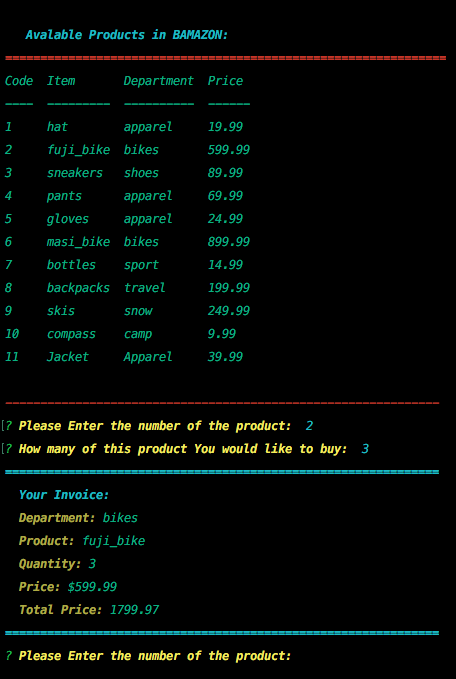 Avalable Products in BAMAZON:
==============================================================
Code  Item       Department  Price
----  ---------  ----------  ------
1     hat        apparel     19.99
2     fuji_bike  bikes       599.99
3     sneakers   shoes       89.99
4     pants      apparel     69.99
5     gloves     apparel     24.99
6     masi_bike  bikes       899.99
7     bottles    sport       14.99
8     backpacks  travel      199.99
9     skis       snow        249.99
10    compass    camp        9.99
11    Jacket     Apparel     39.99
--------------------------------------------------------------
[? Please Enter the number of the product:  2
[? How many of this product You would like to buy:  3
==============================================================
Your Invoice:
Department: bikes
Product: fuji_bike
Quantity: 3
Price: $599.99
Total Price: 1799.97
==============================================================
? Please Enter the number of the product: